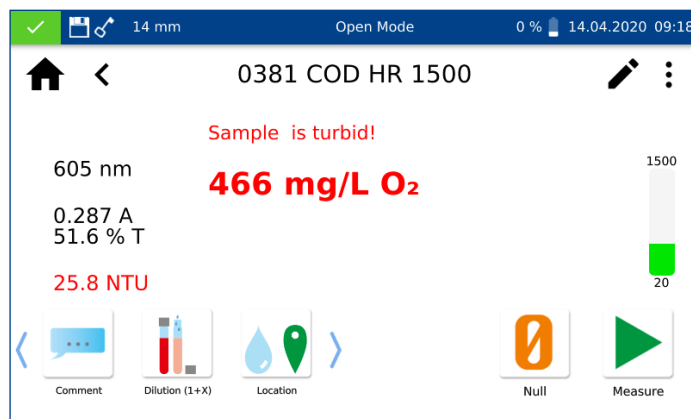 14 mm Open Mode 0 % 14.04.2020 09:18
0381 COD HR 1500
Sample is turbid!
605 nm
466 mg/L O₂
1500
0.287 A
51.6 % T
25.8 NTU
20
Comment Dilution (1+X) Location Null Measure